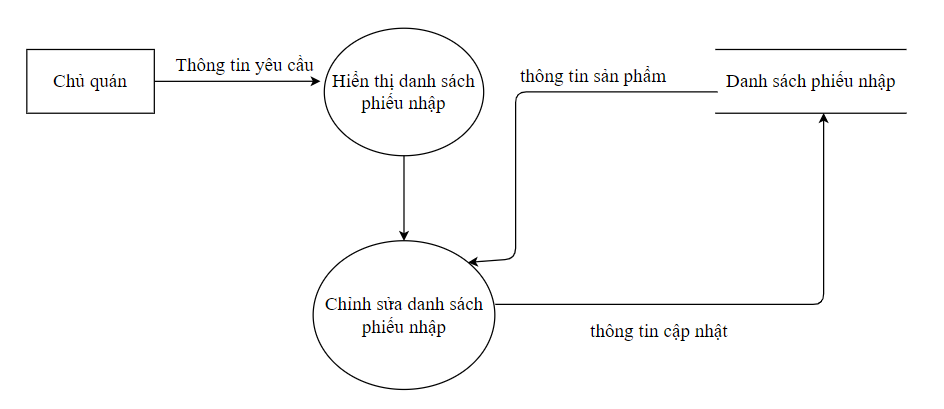 Chủ quán
Thông tin yêu cầu
Hiển thị danh sách
phiếu nhập
thông tin sản phẩm
Danh sách phiếu nhập
Chỉnh sửa danh sách
phiếu nhập
thông tin cập nhật